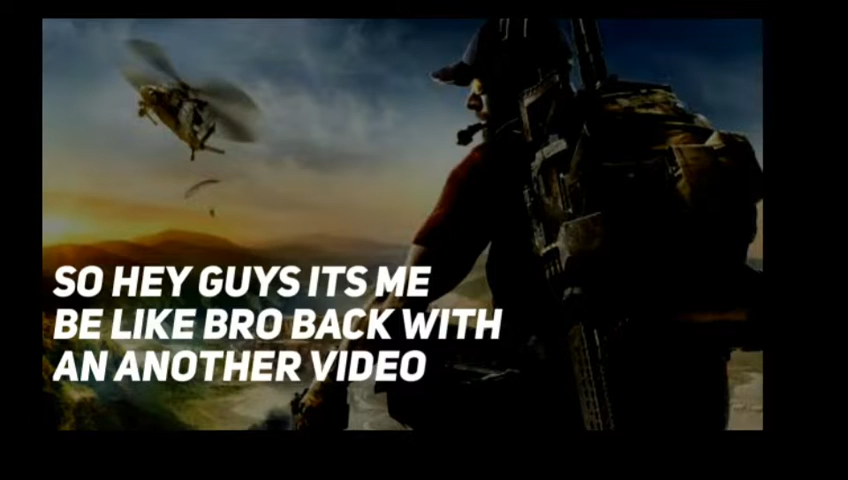 SO HEY GUYS ITS ME
BE LIKE BRO BACK WITH
AN ANOTHER VIDEO